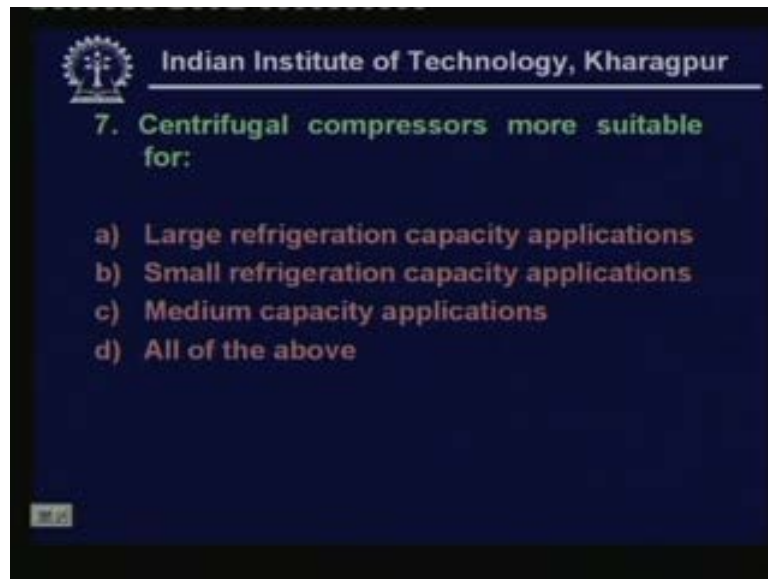 Indian Institute of Technology, Kharagpur
7. Centrifugal compressors more suitable
for:
a) Large refrigeration capacity applications
b) Small refrigeration capacity applications
c) Medium capacity applications
d) All of the above